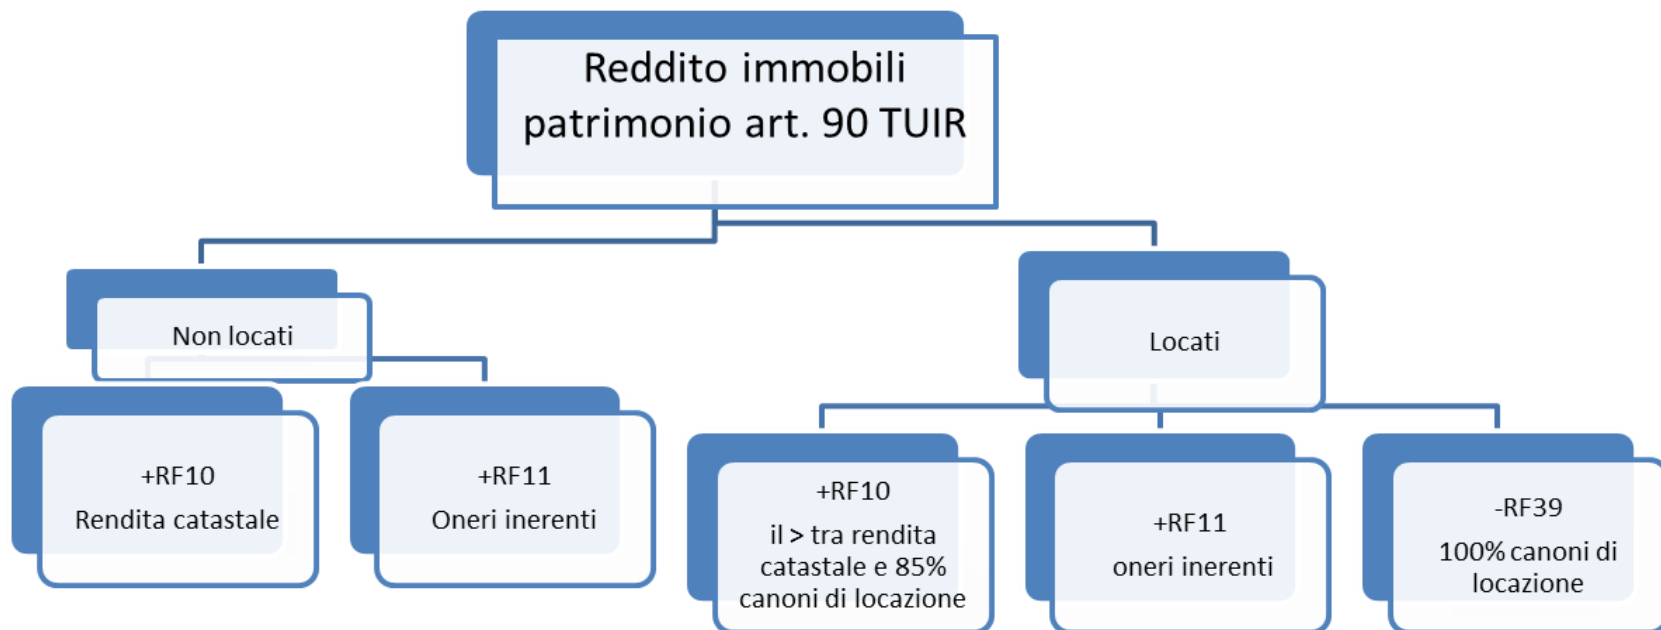 Reddito immobili
patrimonio art. 90 TUIR
Non locati
Locati
+RF10
Rendita catastale
+RF11
Oneri inerenti
+RF10
il > tra rendita
catastale e 85%
canoni di locazione
+RF11
oneri inerenti
-RF39
100% canoni di
locazione